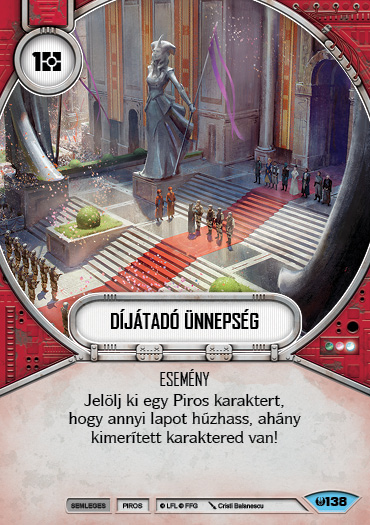 1
DÍJÁTADÓ ÜNNEPSÉG
ESEMÉNY
Jelölj ki egy Piros karaktert,
hogy annyi lapot húzhass, ahány
kimerített karaktered van!
SEMLEGES PIROS © LFL © FFG Cristi Balanescu 138